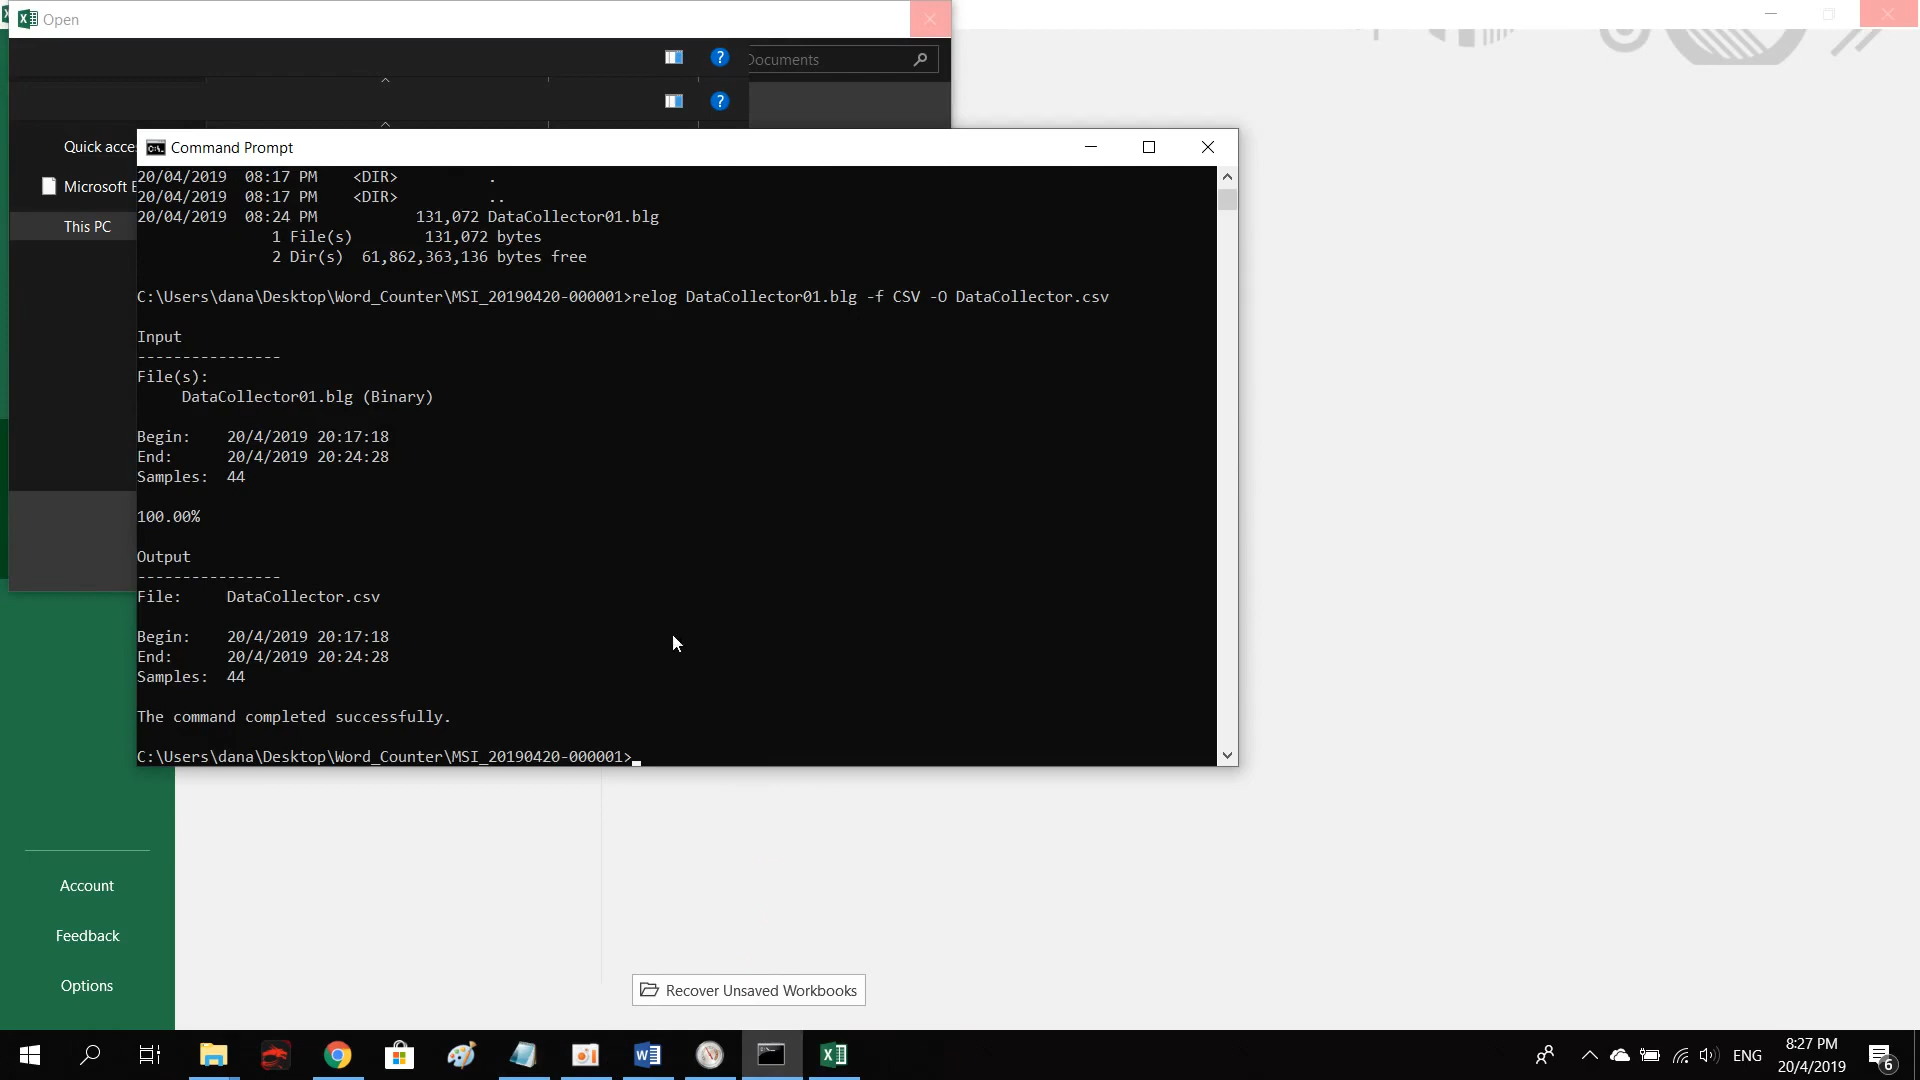 Open
Documents
Quick acce
Command Prompt
Microsoft E
This PC
20/04/2019  08:17 PM    <DIR>          .
20/04/2019  08:17 PM    <DIR>          ..
20/04/2019  08:24 PM           131,072 DataCollector01.blg
1 File(s)        131,072 bytes
2 Dir(s)  61,862,363,136 bytes free
C:\Users\dana\Desktop\Word_Counter\MSI_20190420-000001>relog DataCollector01.blg -f CSV -O DataCollector.csv
Input
----------------
File(s):
DataCollector01.blg (Binary)
Begin:    20/4/2019 20:17:18
End:      20/4/2019 20:24:28
Samples:  44
100.00%
Output
----------------
File:     DataCollector.csv
Begin:    20/4/2019 20:17:18
End:      20/4/2019 20:24:28
Samples:  44
The command completed successfully.
C:\Users\dana\Desktop\Word_Counter\MSI_20190420-000001>
Account
Feedback
Options
Recover Unsaved Workbooks
ENG
8:27 PM
20/4/2019
6